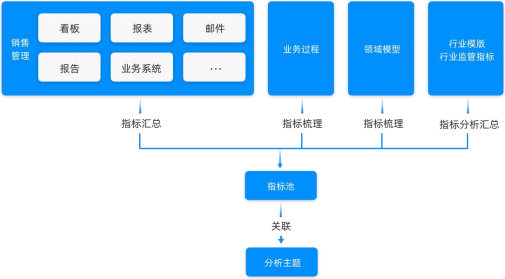 销售
管理
看板
报表
邮件
报告
业务系统
...
业务过程
领域模型
行业模版
行业监管指标
指标汇总
指标梳理
指标梳理
指标分析汇总
指标池
关联
分析主题